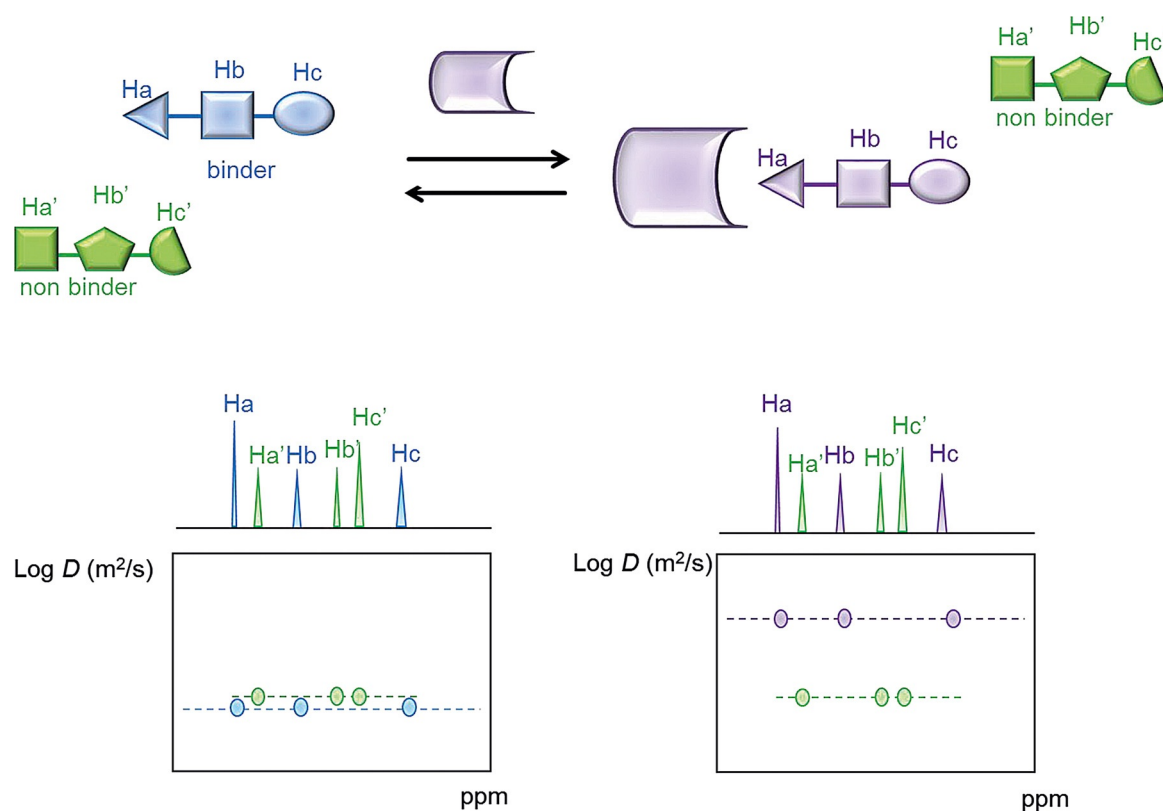 Ha
Hb
Hc
binder
Ha'
Hb'
Hc'
non binder
Ha
Hb
Hc
Ha'
Hb'
Hc
non binder
Ha
Ha'
Hb
Hb'
Hc'
Hc
Log D (m²/s)
ppm
Ha
Ha'
Hb
Hb'
Hc'
Hc
Log D (m²/s)
ppm